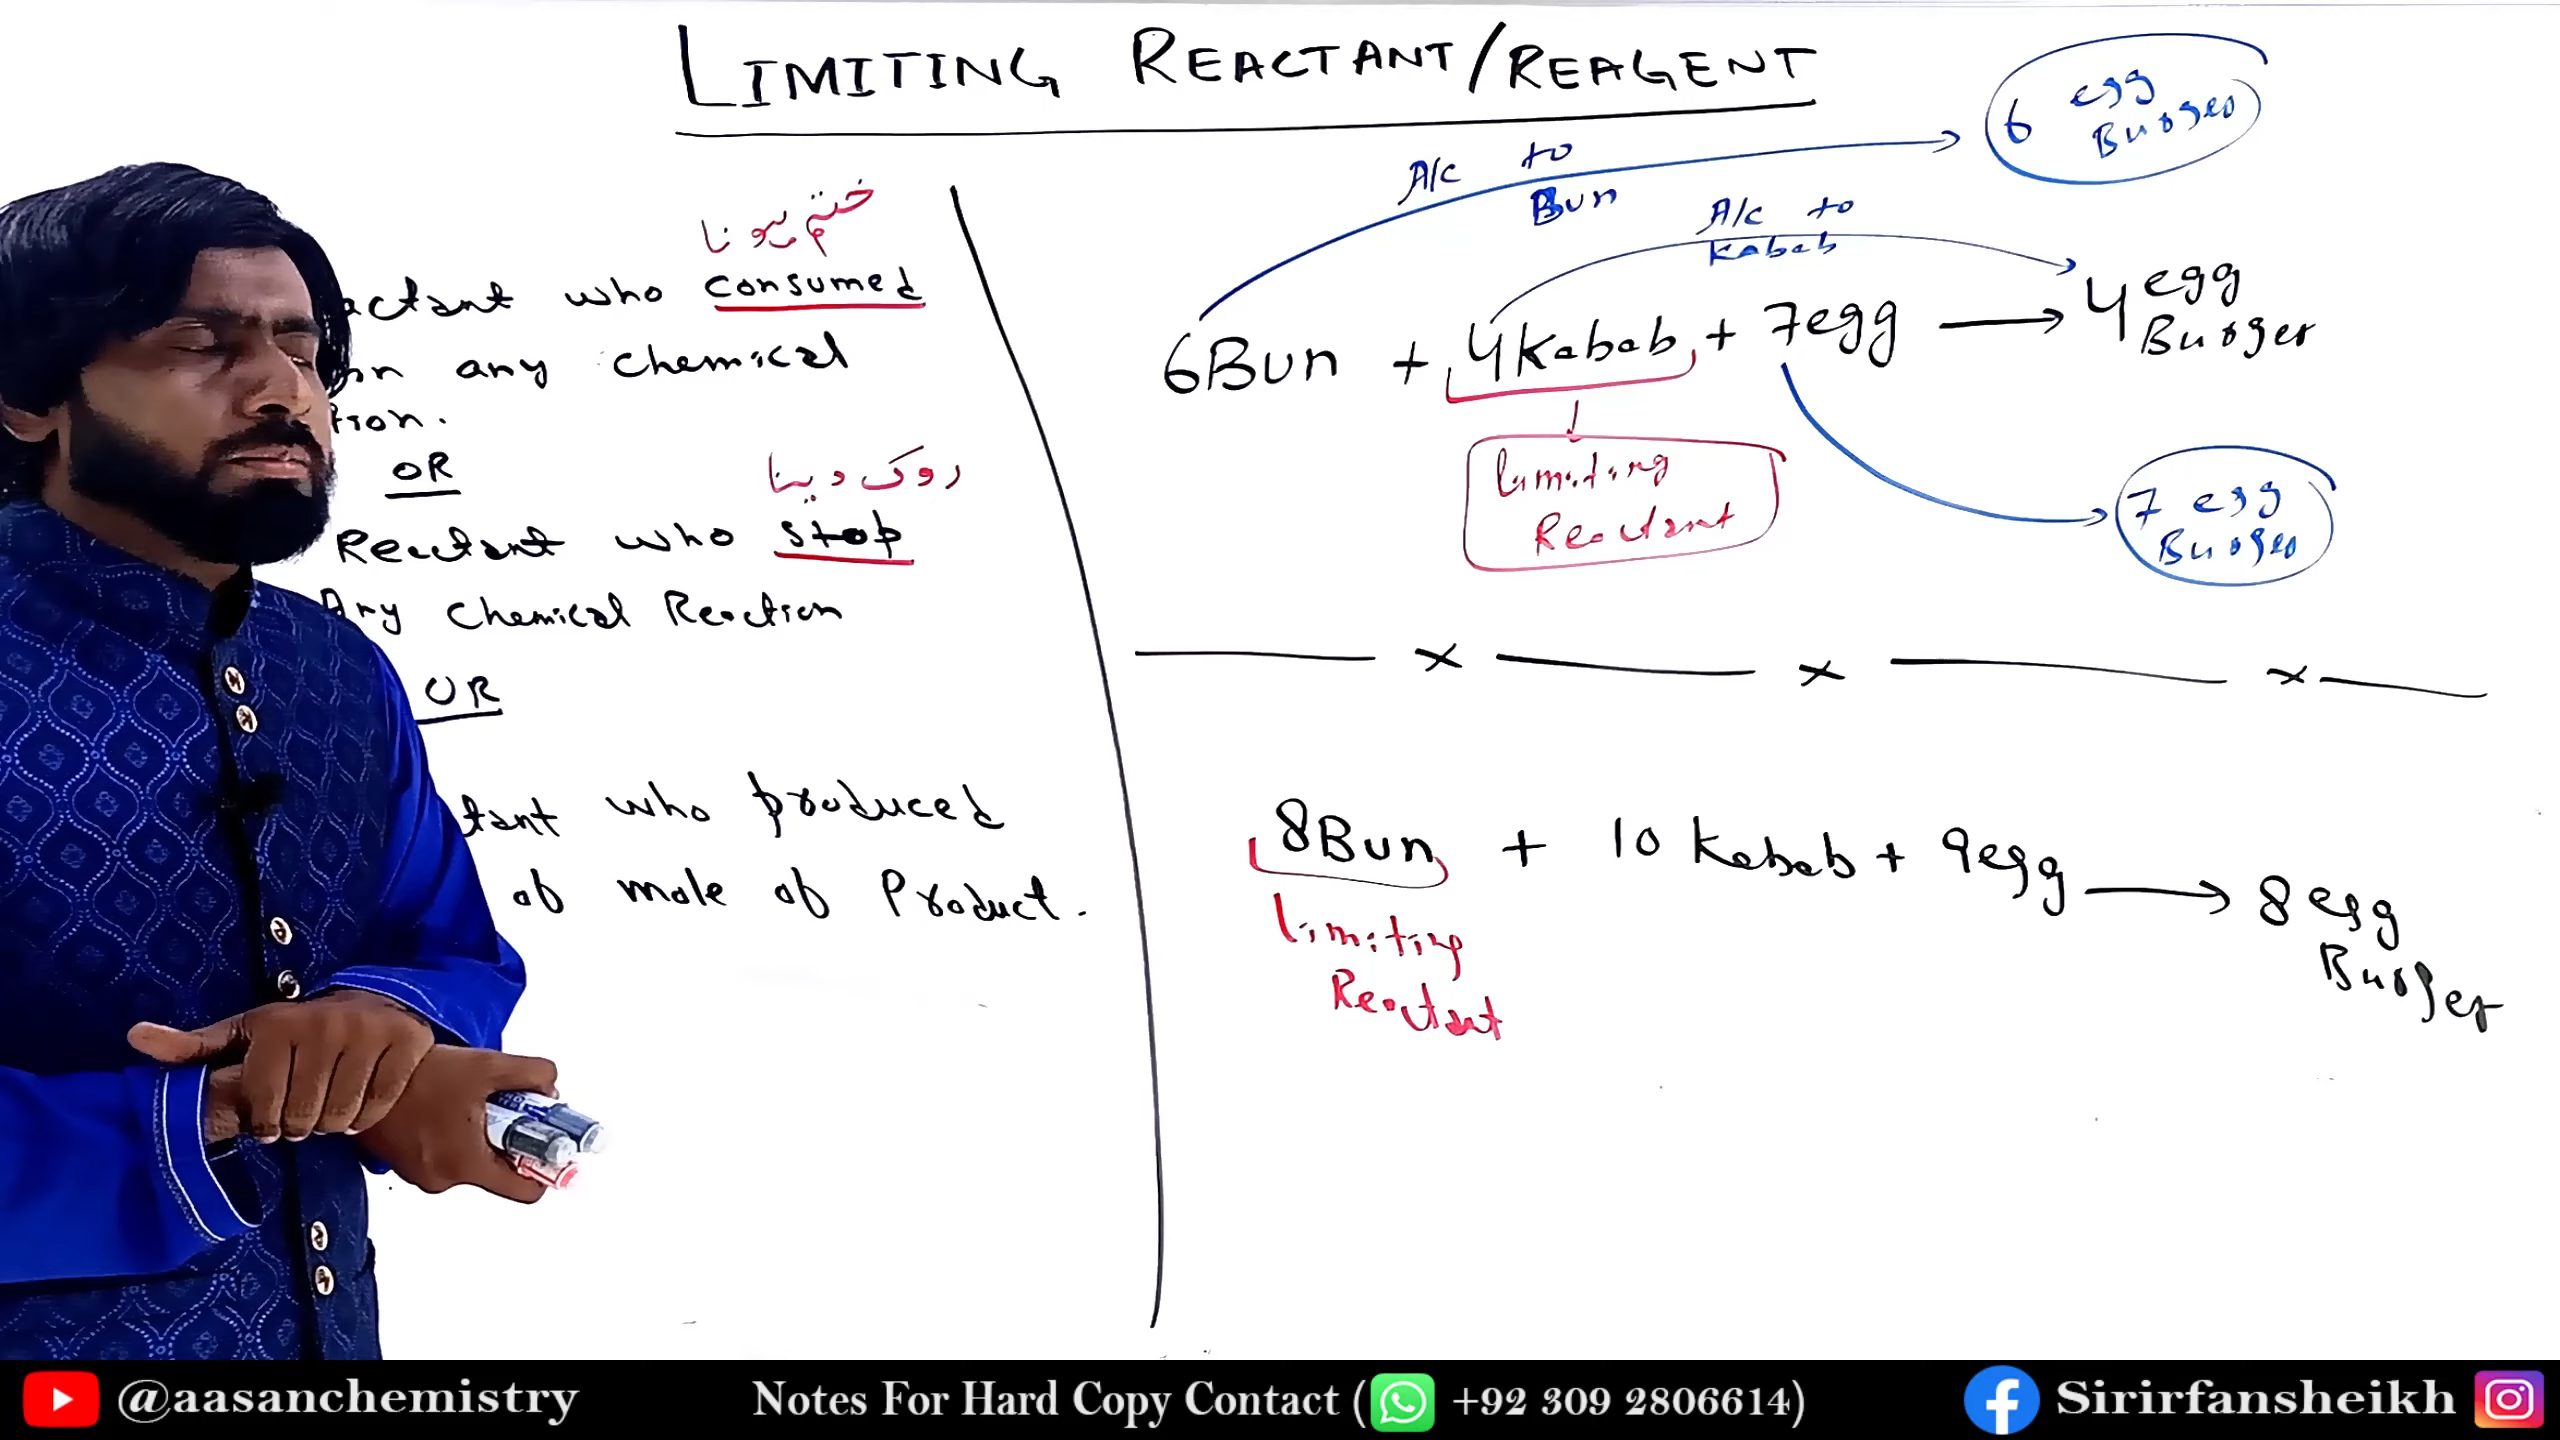 LIMITING REACTANT/REAGENT
ختم ہونا
actant who consumed
on any chemical
tion.
OR
روک دینا
Reactant who stop
Any Chemical Reaction
OR
tant who produced
of mole of Product.
6 egg
Burger
A/c to
Bun
A/c to
Kabab
6Bun + 4Kabab + 7egg → 4 egg
Burger
limiting
Reactant
7 egg
Burger
x x x
8Bun + 10 Kabab + 9egg → 8 egg
Burger
Limiting
Reactant
@aasanchemistry Notes For Hard Copy Contact ( +92 309 2806614) Sirirfansheikh